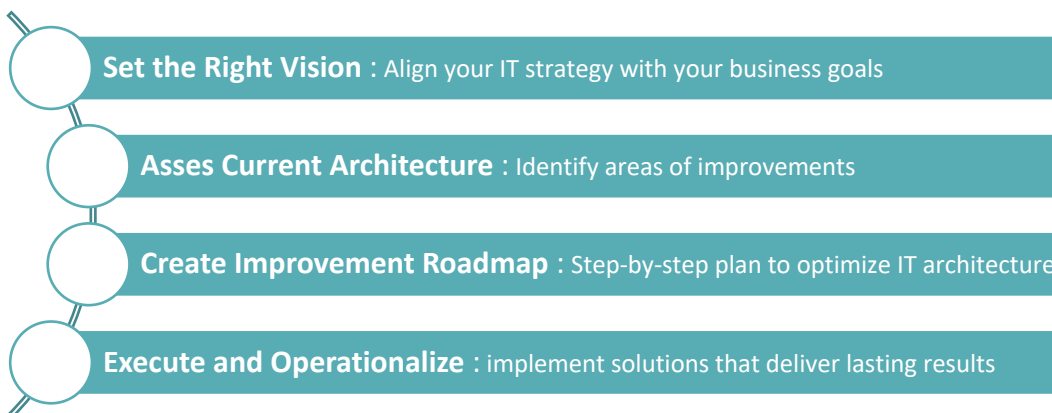 Set the Right Vision : Align your IT strategy with your business goals
Asses Current Architecture : Identify areas of improvements
Create Improvement Roadmap : Step-by-step plan to optimize IT architecture
Execute and Operationalize : implement solutions that deliver lasting results